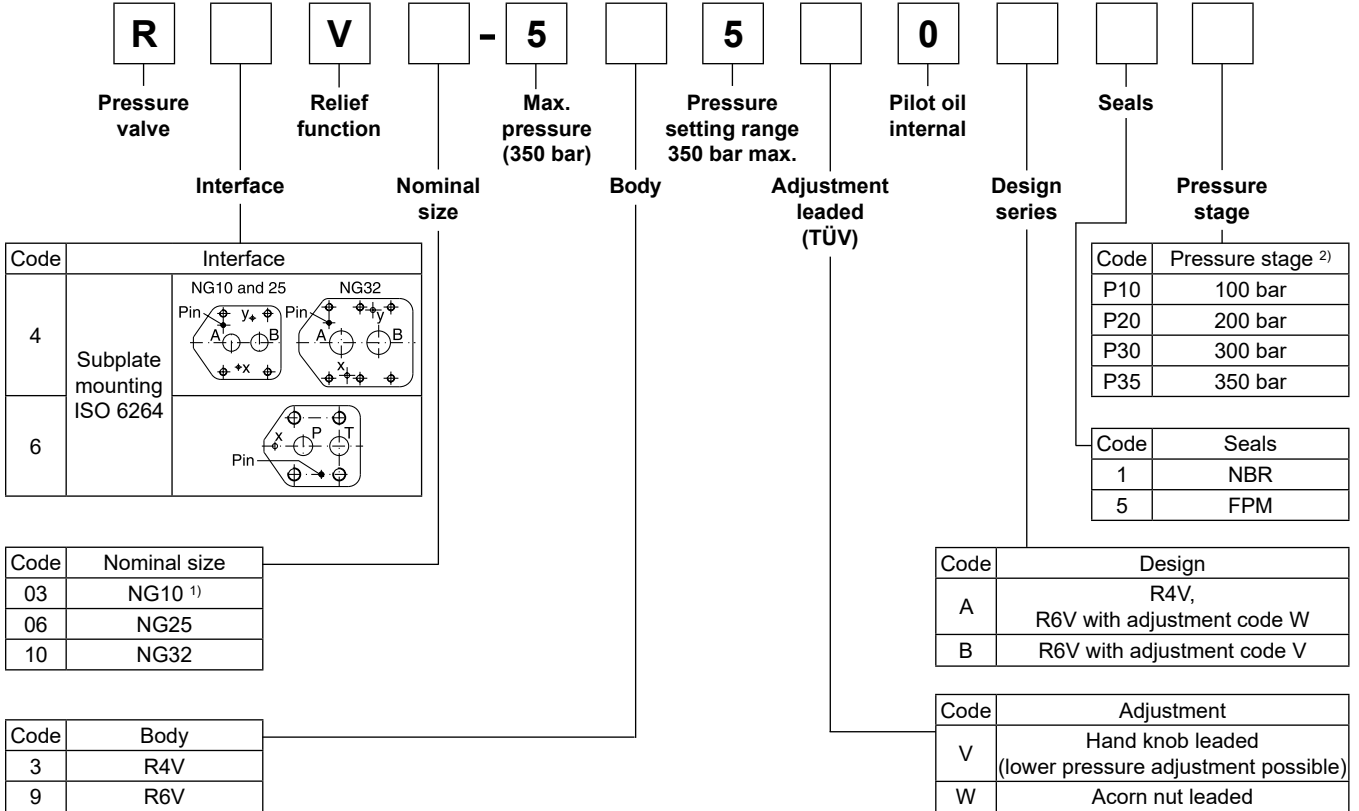 R V - 5 5 0
Pressure valve
Relief function
Max. pressure (350 bar)
Pressure setting range 350 bar max.
Pilot oil internal
Seals
Interface
Nominal size
Body
Adjustment leaded (TÜV)
Design series
Pressure stage
Code Interface
4
6
Subplate mounting ISO 6264
NG10 and 25 NG32
Pin y Pin y
A B A B
x x
x P T
Pin
Code Pressure stage 2)
P10 100 bar
P20 200 bar
P30 300 bar
P35 350 bar
Code Seals
1 NBR
5 FPM
Code Nominal size
03 NG10 1)
06 NG25
10 NG32
Code Design
A R4V,
R6V with adjustment code W
B R6V with adjustment code V
Code Body
3 R4V
9 R6V
Code Adjustment
V Hand knob leaded
(lower pressure adjustment possible)
W Acorn nut leaded